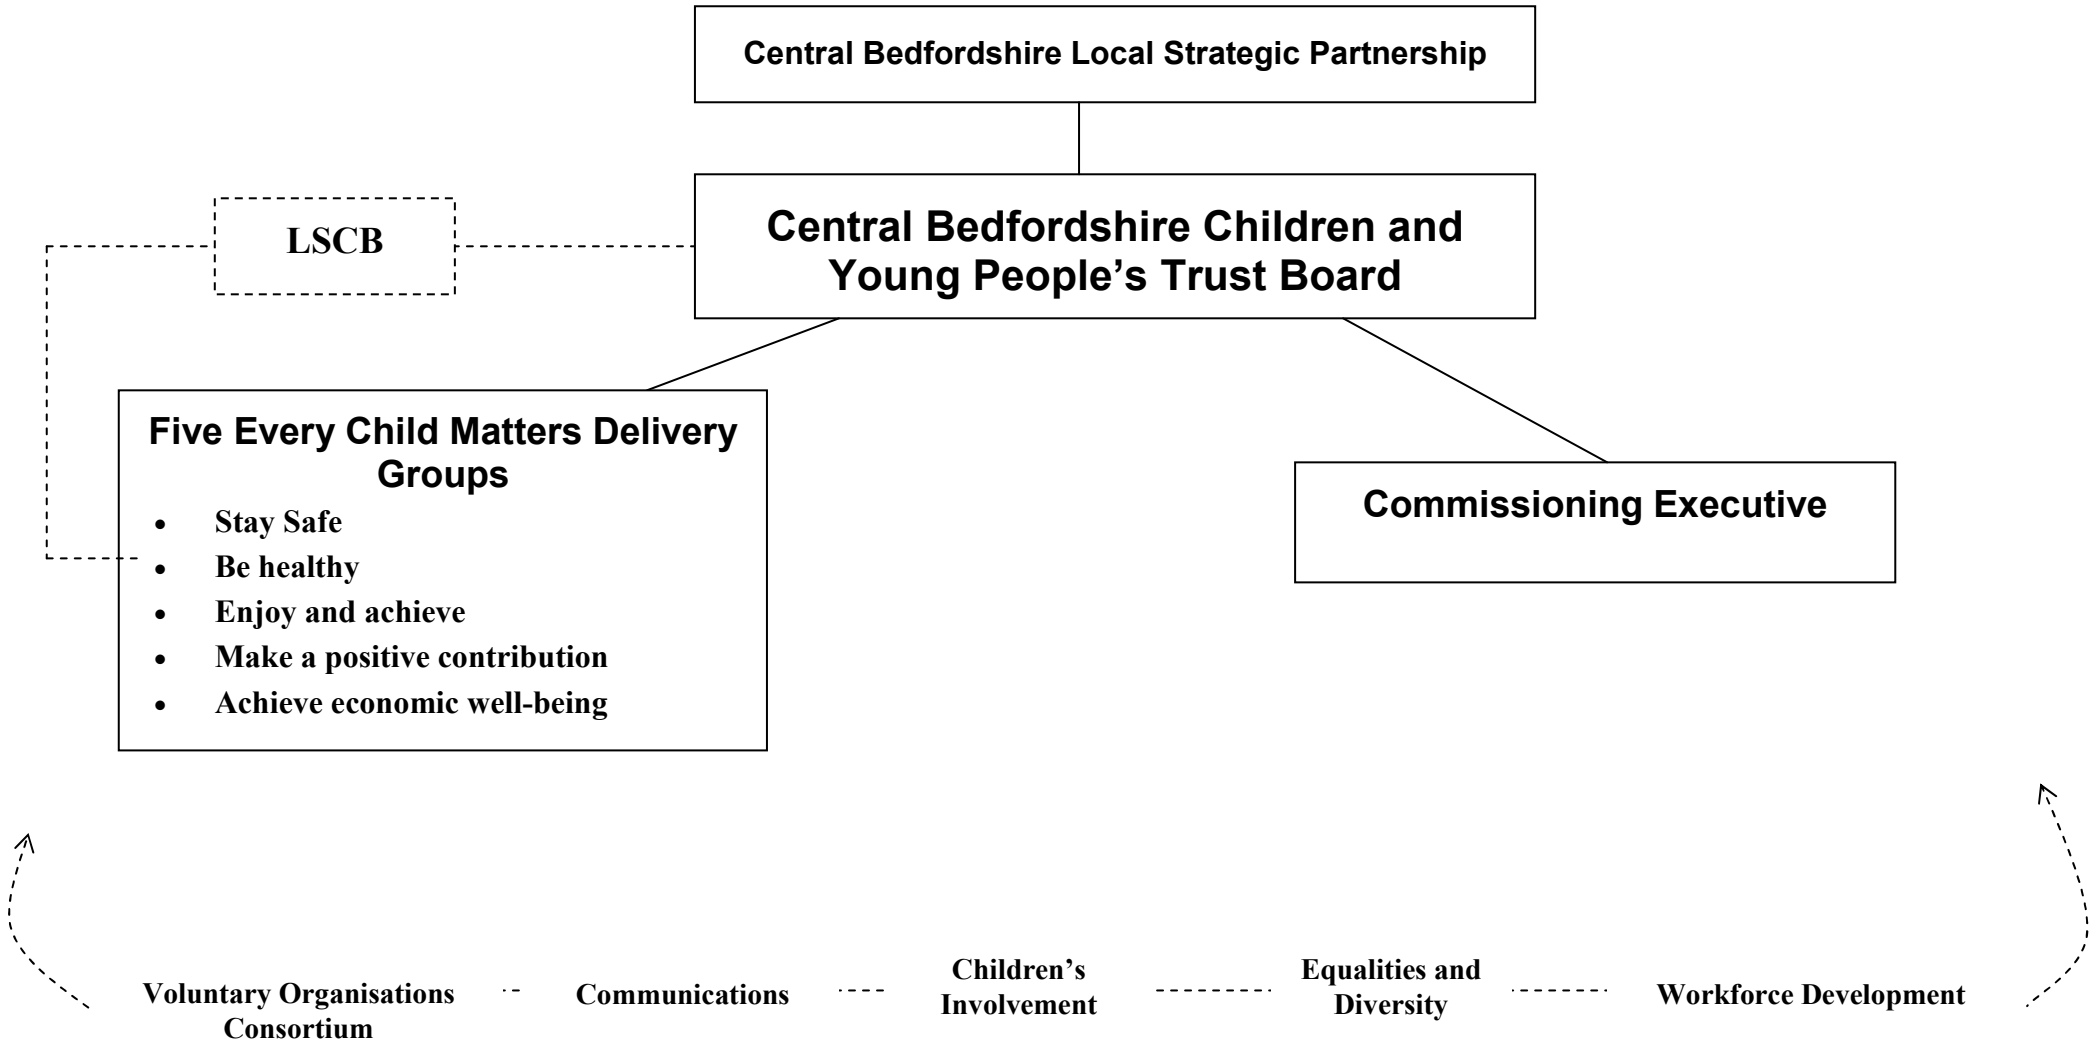 Central Bedfordshire Local Strategic Partnership
LSCB
Central Bedfordshire Children and
Young People’s Trust Board
Five Every Child Matters Delivery
Groups
• Stay Safe
• Be healthy
• Enjoy and achieve
• Make a positive contribution
• Achieve economic well-being
Commissioning Executive
Voluntary Organisations
Consortium
Communications
Children’s
Involvement
Equalities and
Diversity
Workforce Development